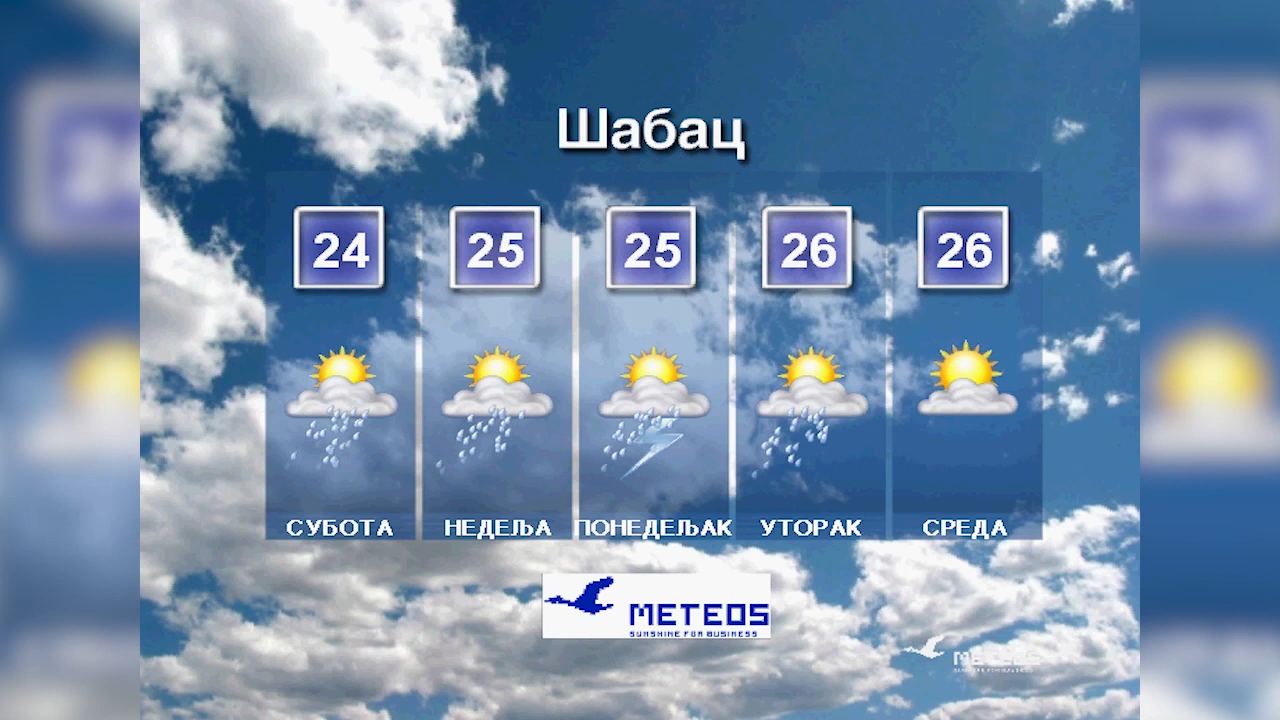 Шабац
24 25 25 26 26
СУБОТА НЕДЕЉА ПОНЕДЕЉАК УТОРАК СРЕДА
METEOS
SUNSHINE FOR BUSINESS